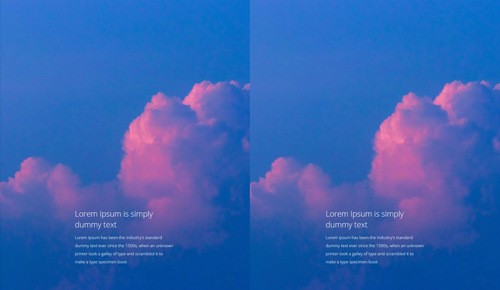 Lorem Ipsum is simply
dummy text
Lorem Ipsum has been the industry's standard
dummy text ever since the 1500s, when an unknown
printer took a galley of type and scrambled it to
make a type specimen book
Lorem Ipsum is simply
dummy text
Lorem Ipsum has been the industry's standard
dummy text ever since the 1500s, when an unknown
printer took a galley of type and scrambled it to
make a type specimen book